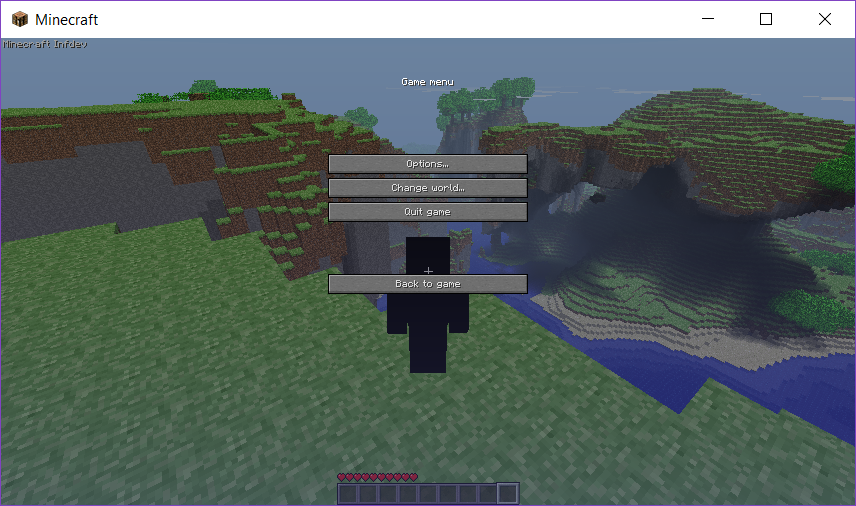 Minecraft
Minecraft Infdev
Game menu
Options...
Change world...
Quit game
Back to game